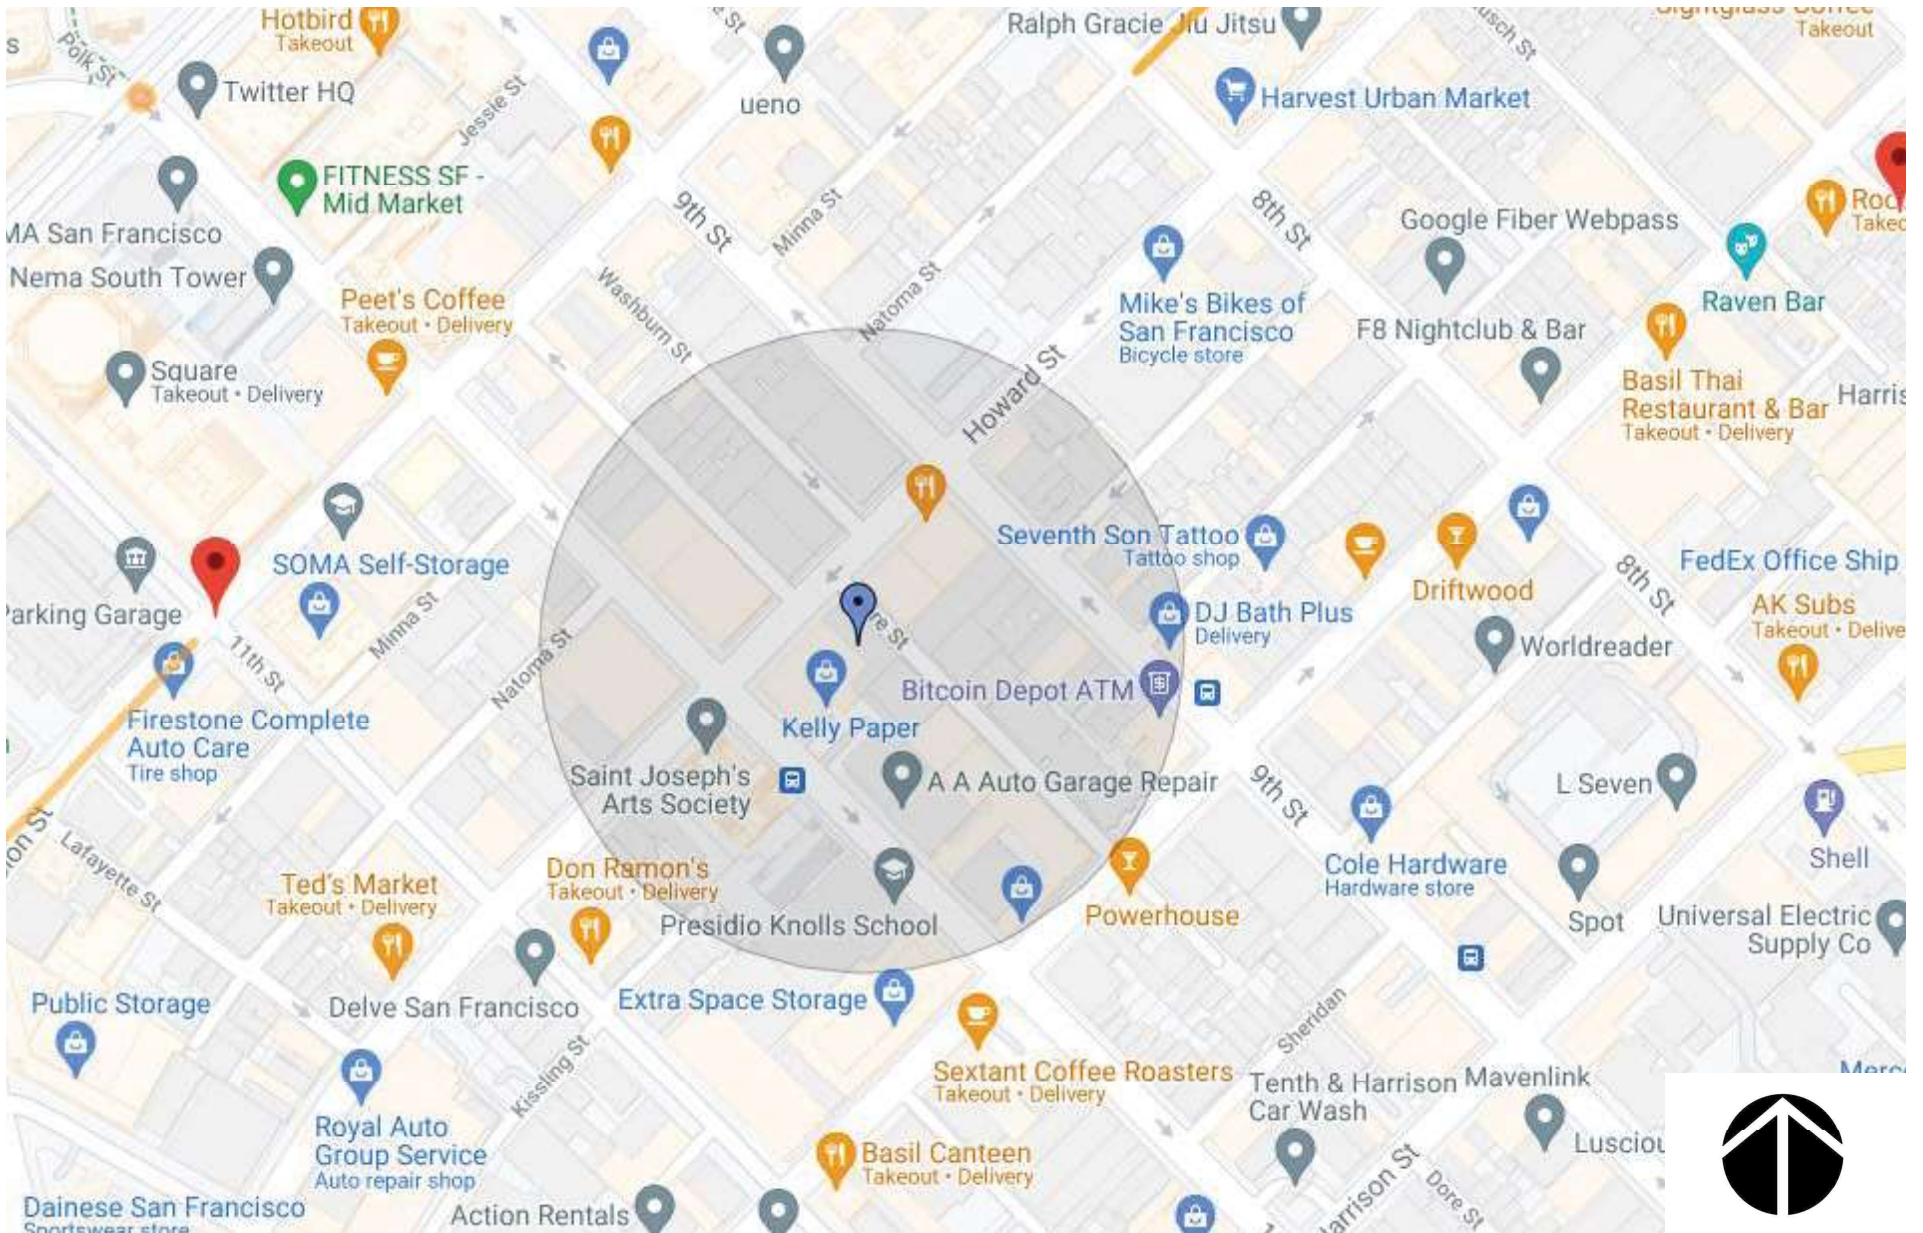 Hotbird
Takeout
Ralph Gracie Jiu Jitsu
Takeout
Polk St
Twitter HQ
ueno
Harvest Urban Market
Jessie St
FITNESS SF -
Mid Market
MA San Francisco
Nema South Tower
9th St
Minna St
8th St
Google Fiber Webpass
Peet's Coffee
Takeout • Delivery
Washburn St
Natoma St
Mike's Bikes of
San Francisco
Bicycle store
F8 Nightclub & Bar
Raven Bar
Square
Takeout • Delivery
Howard St
Basil Thai
Restaurant & Bar
Takeout • Delivery
SOMA Self-Storage
Seventh Son Tattoo
Tattoo shop
Driftwood
8th St
FedEx Office Ship
AK Subs
Parking Garage
Minna St
11th St
Natoma St
re St
DJ Bath Plus
Delivery
Worldreader
Bitcoin Depot ATM
Firestone Complete
Auto Care
Tire shop
Kelly Paper
Saint Joseph's
Arts Society
A A Auto Garage Repair
9th St
L Seven
Lafayette St
Ted's Market
Takeout • Delivery
Don Ramon's
Takeout • Delivery
Cole Hardware
Hardware store
Shell
Presidio Knolls School
Powerhouse
Spot
Universal Electric
Supply Co
Public Storage
Delve San Francisco
Extra Space Storage
Sheridan
Kissling St
Sextant Coffee Roasters
Takeout • Delivery
Tenth & Harrison
Car Wash
Mavenlink
Royal Auto
Group Service
Auto repair shop
Basil Canteen
Takeout • Delivery
Harrison St
Dore St
Dainese San Francisco
Sportswear store
Action Rentals